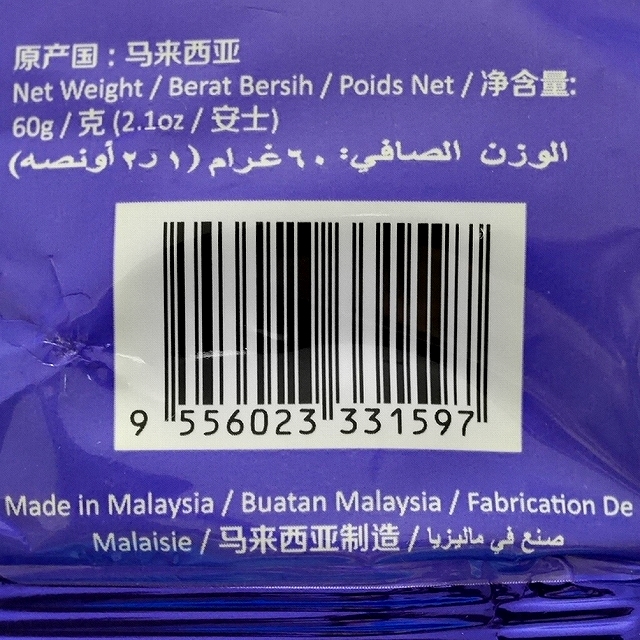 原产国 : 马来西亚
Net Weight / Berat Bersih / Poids Net / 净含量:
60g / 克 (2.1oz / 安士)
الوزن الصافي: ٦٠ غرام (٢ر١ أونصه)
9 556023 331597
Made in Malaysia / Buatan Malaysia / Fabrication De
Malaisie / 马来西亚制造 / صنع في ماليزيا